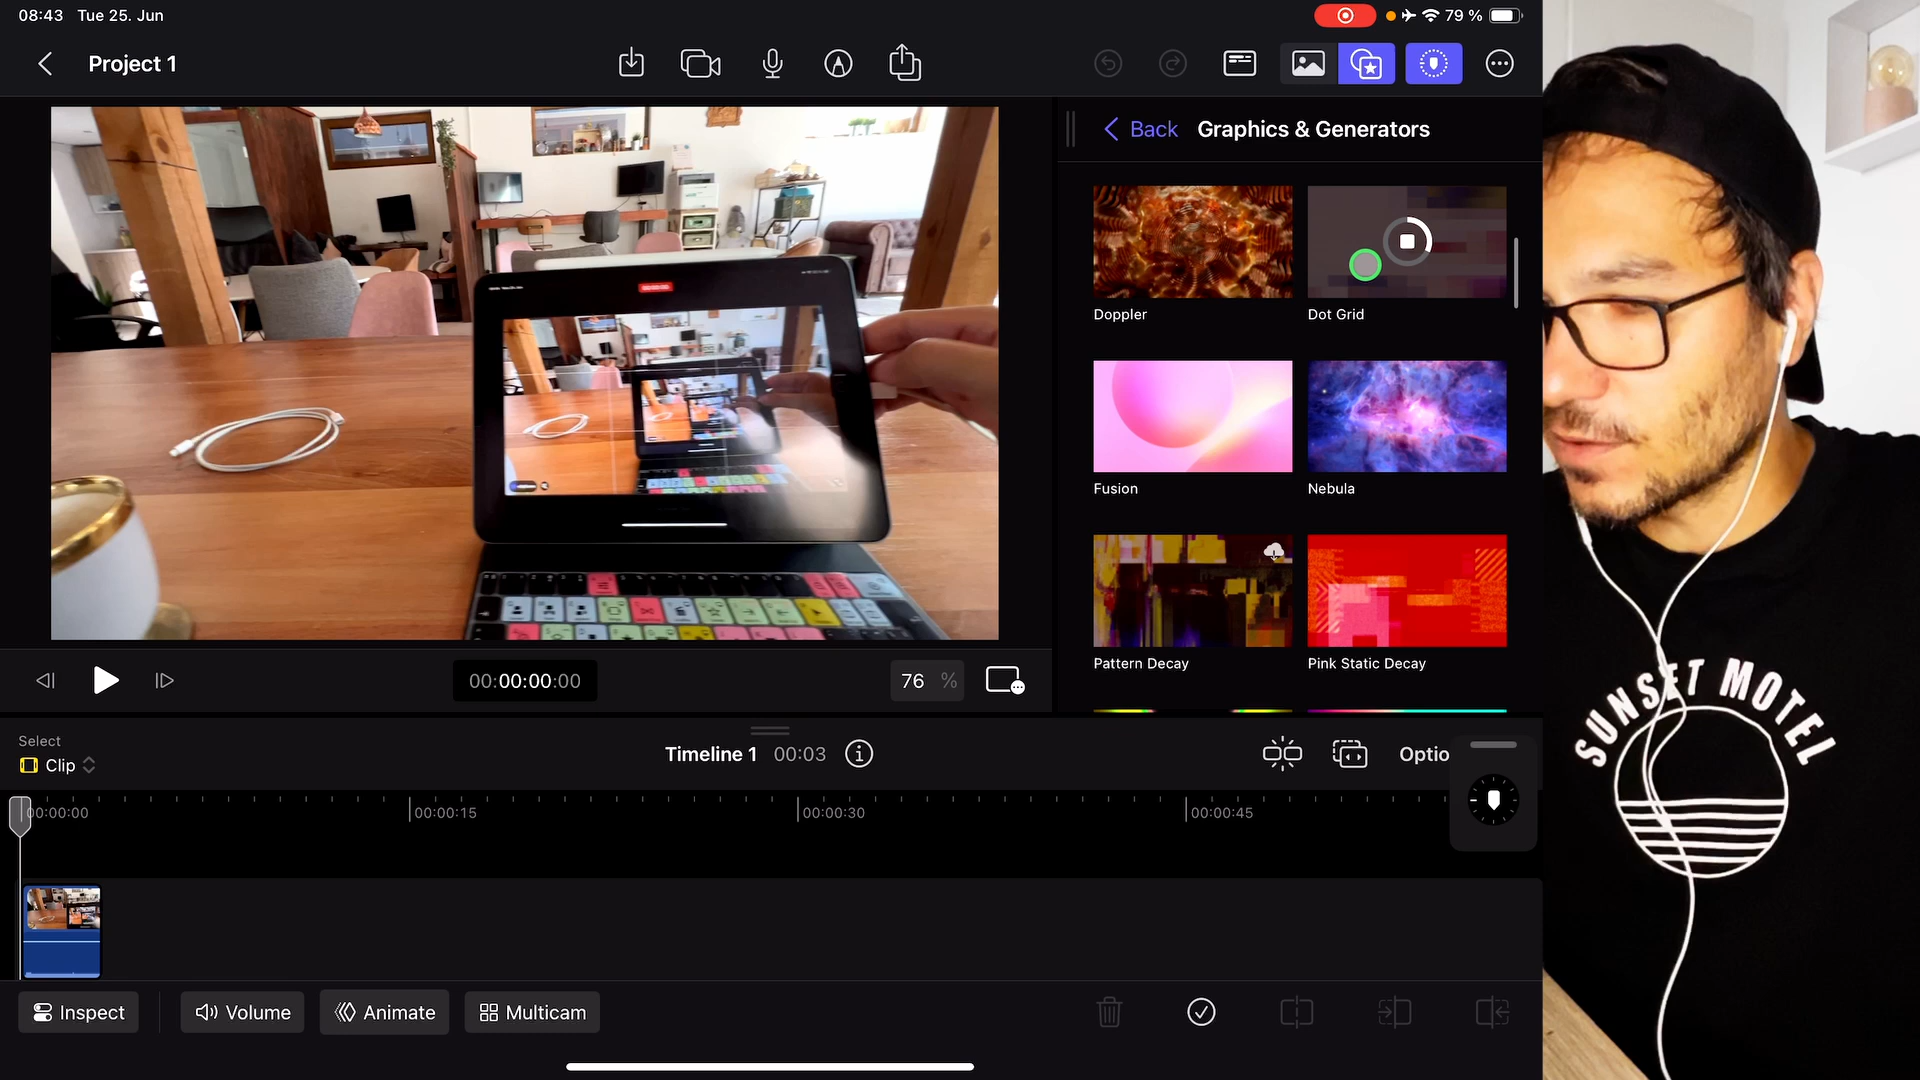 08:43 Tue 25. Jun
79 %
Project 1
Back Graphics & Generators
Doppler
Dot Grid
Fusion
Nebula
Pattern Decay
Pink Static Decay
00:00:00:00
76 %
Select
Clip
Timeline 1 00:03
Optio
00:00:00
00:00:15
00:00:30
00:00:45
Inspect
Volume
Animate
Multicam
SUNSET MOTEL